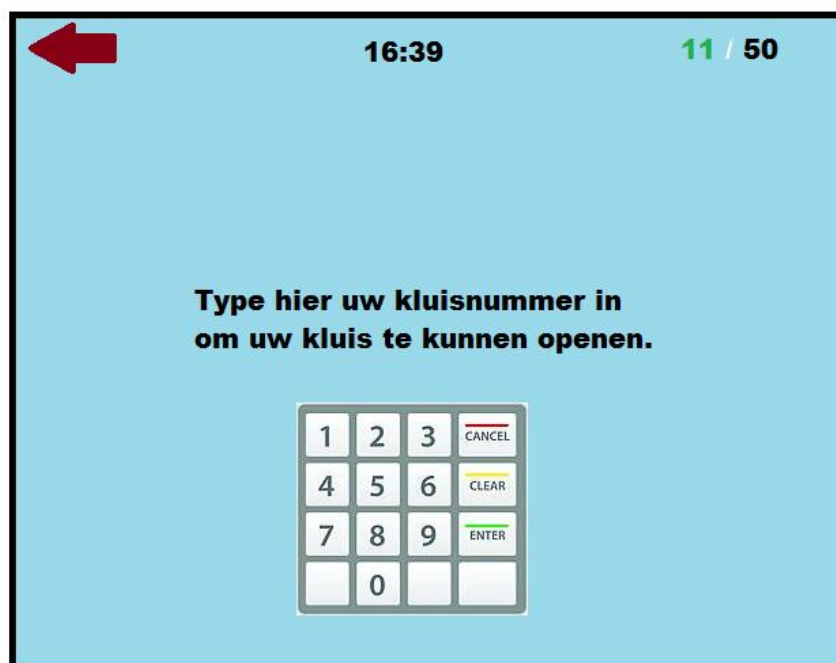 16:39
11 / 50
Type hier uw kluisnummer in
om uw kluis te kunnen openen.
1 2 3 CANCEL
4 5 6 CLEAR
7 8 9 ENTER
0